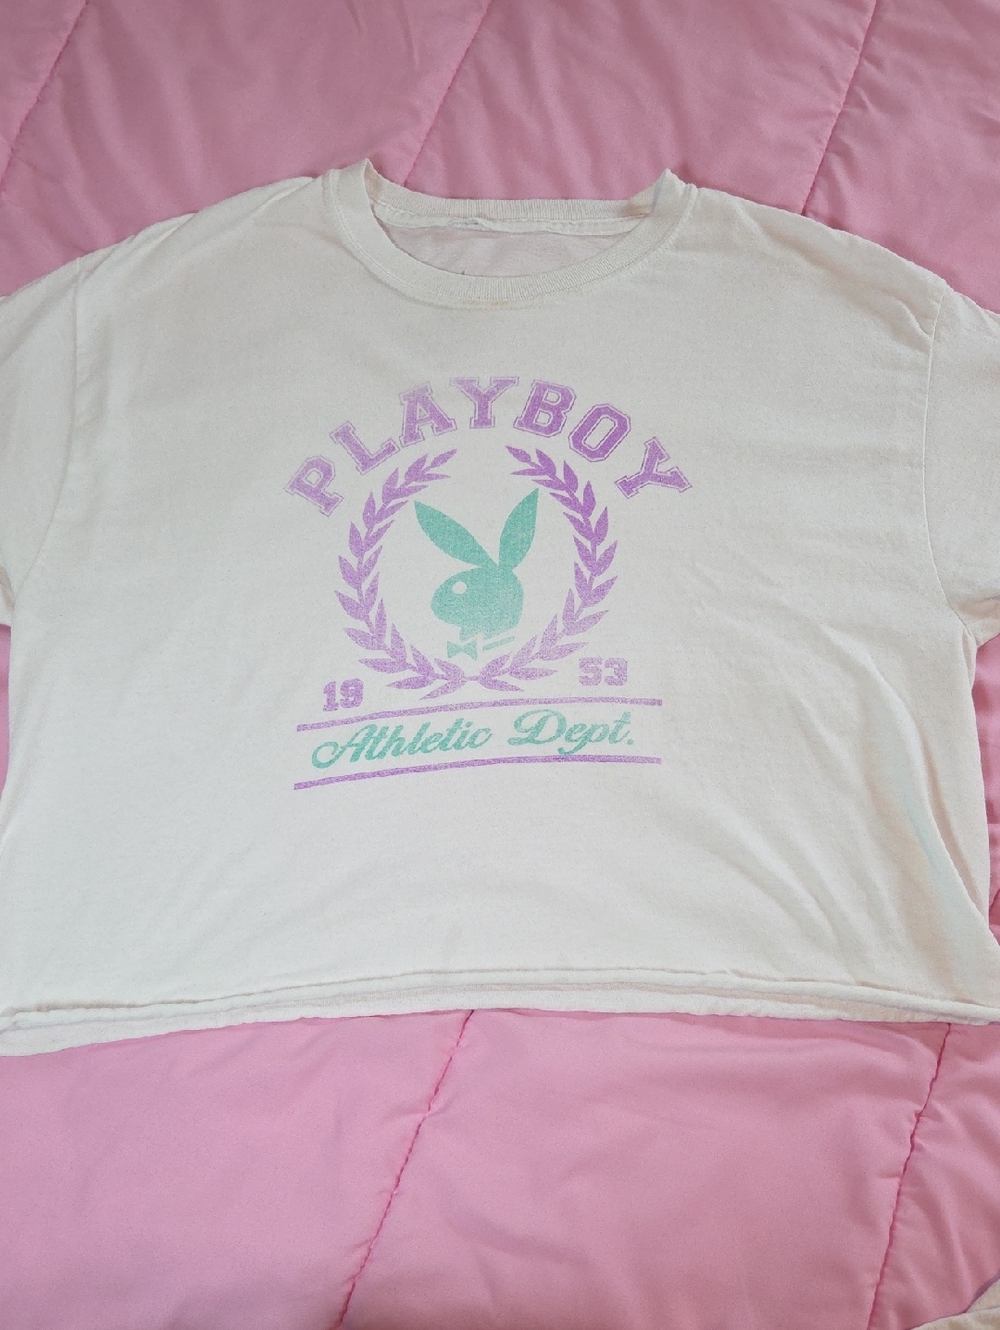 PLAYBOY
19 53
Athletic Dept.